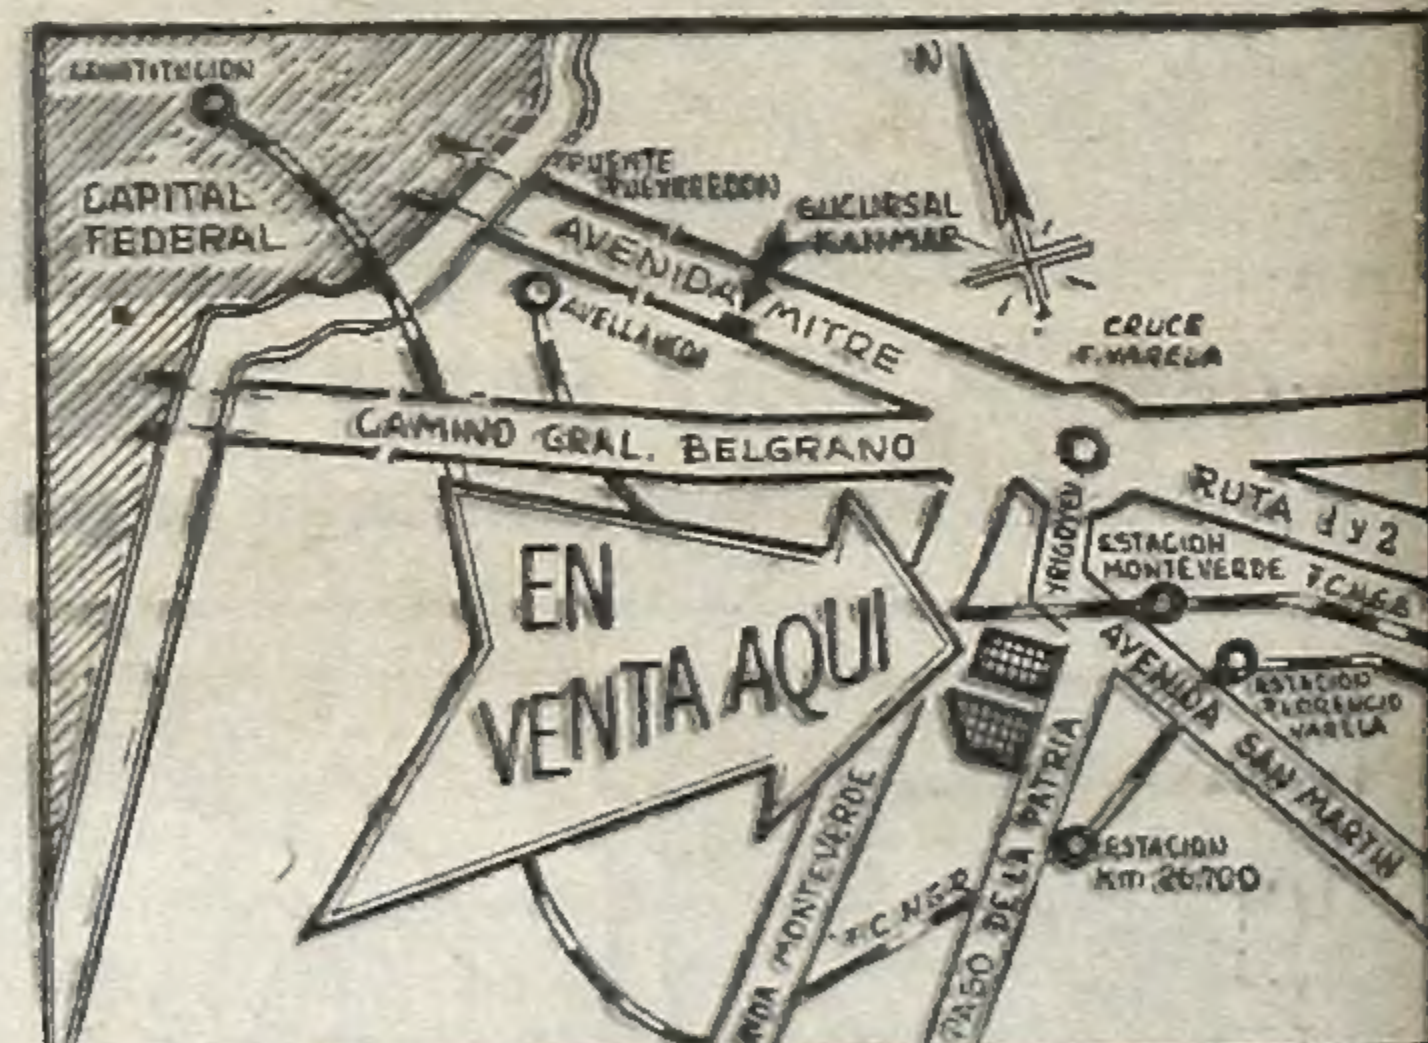 CONSTITUCION
CAPITAL
FEDERAL
N
PUENTE
PUEYRREDON
SUCURSAL
KANMAR
AVENIDA MITRE
AVELLANEDA
CRUCE
F. VARELA
CAMINO GRAL. BELGRANO
RUTA 1 y 2
YRIGOYEN
ESTACION
MONTEVERDE
F.C.N.G.B
EN
VENTA AQUI
AVENIDA SAN MARTIN
ESTACION
FLORENCIO
VARELA
NDA MONTEVERDE
F.C.N.G.B
PASO DE LA PATRIA
ESTACION
Km 26.700